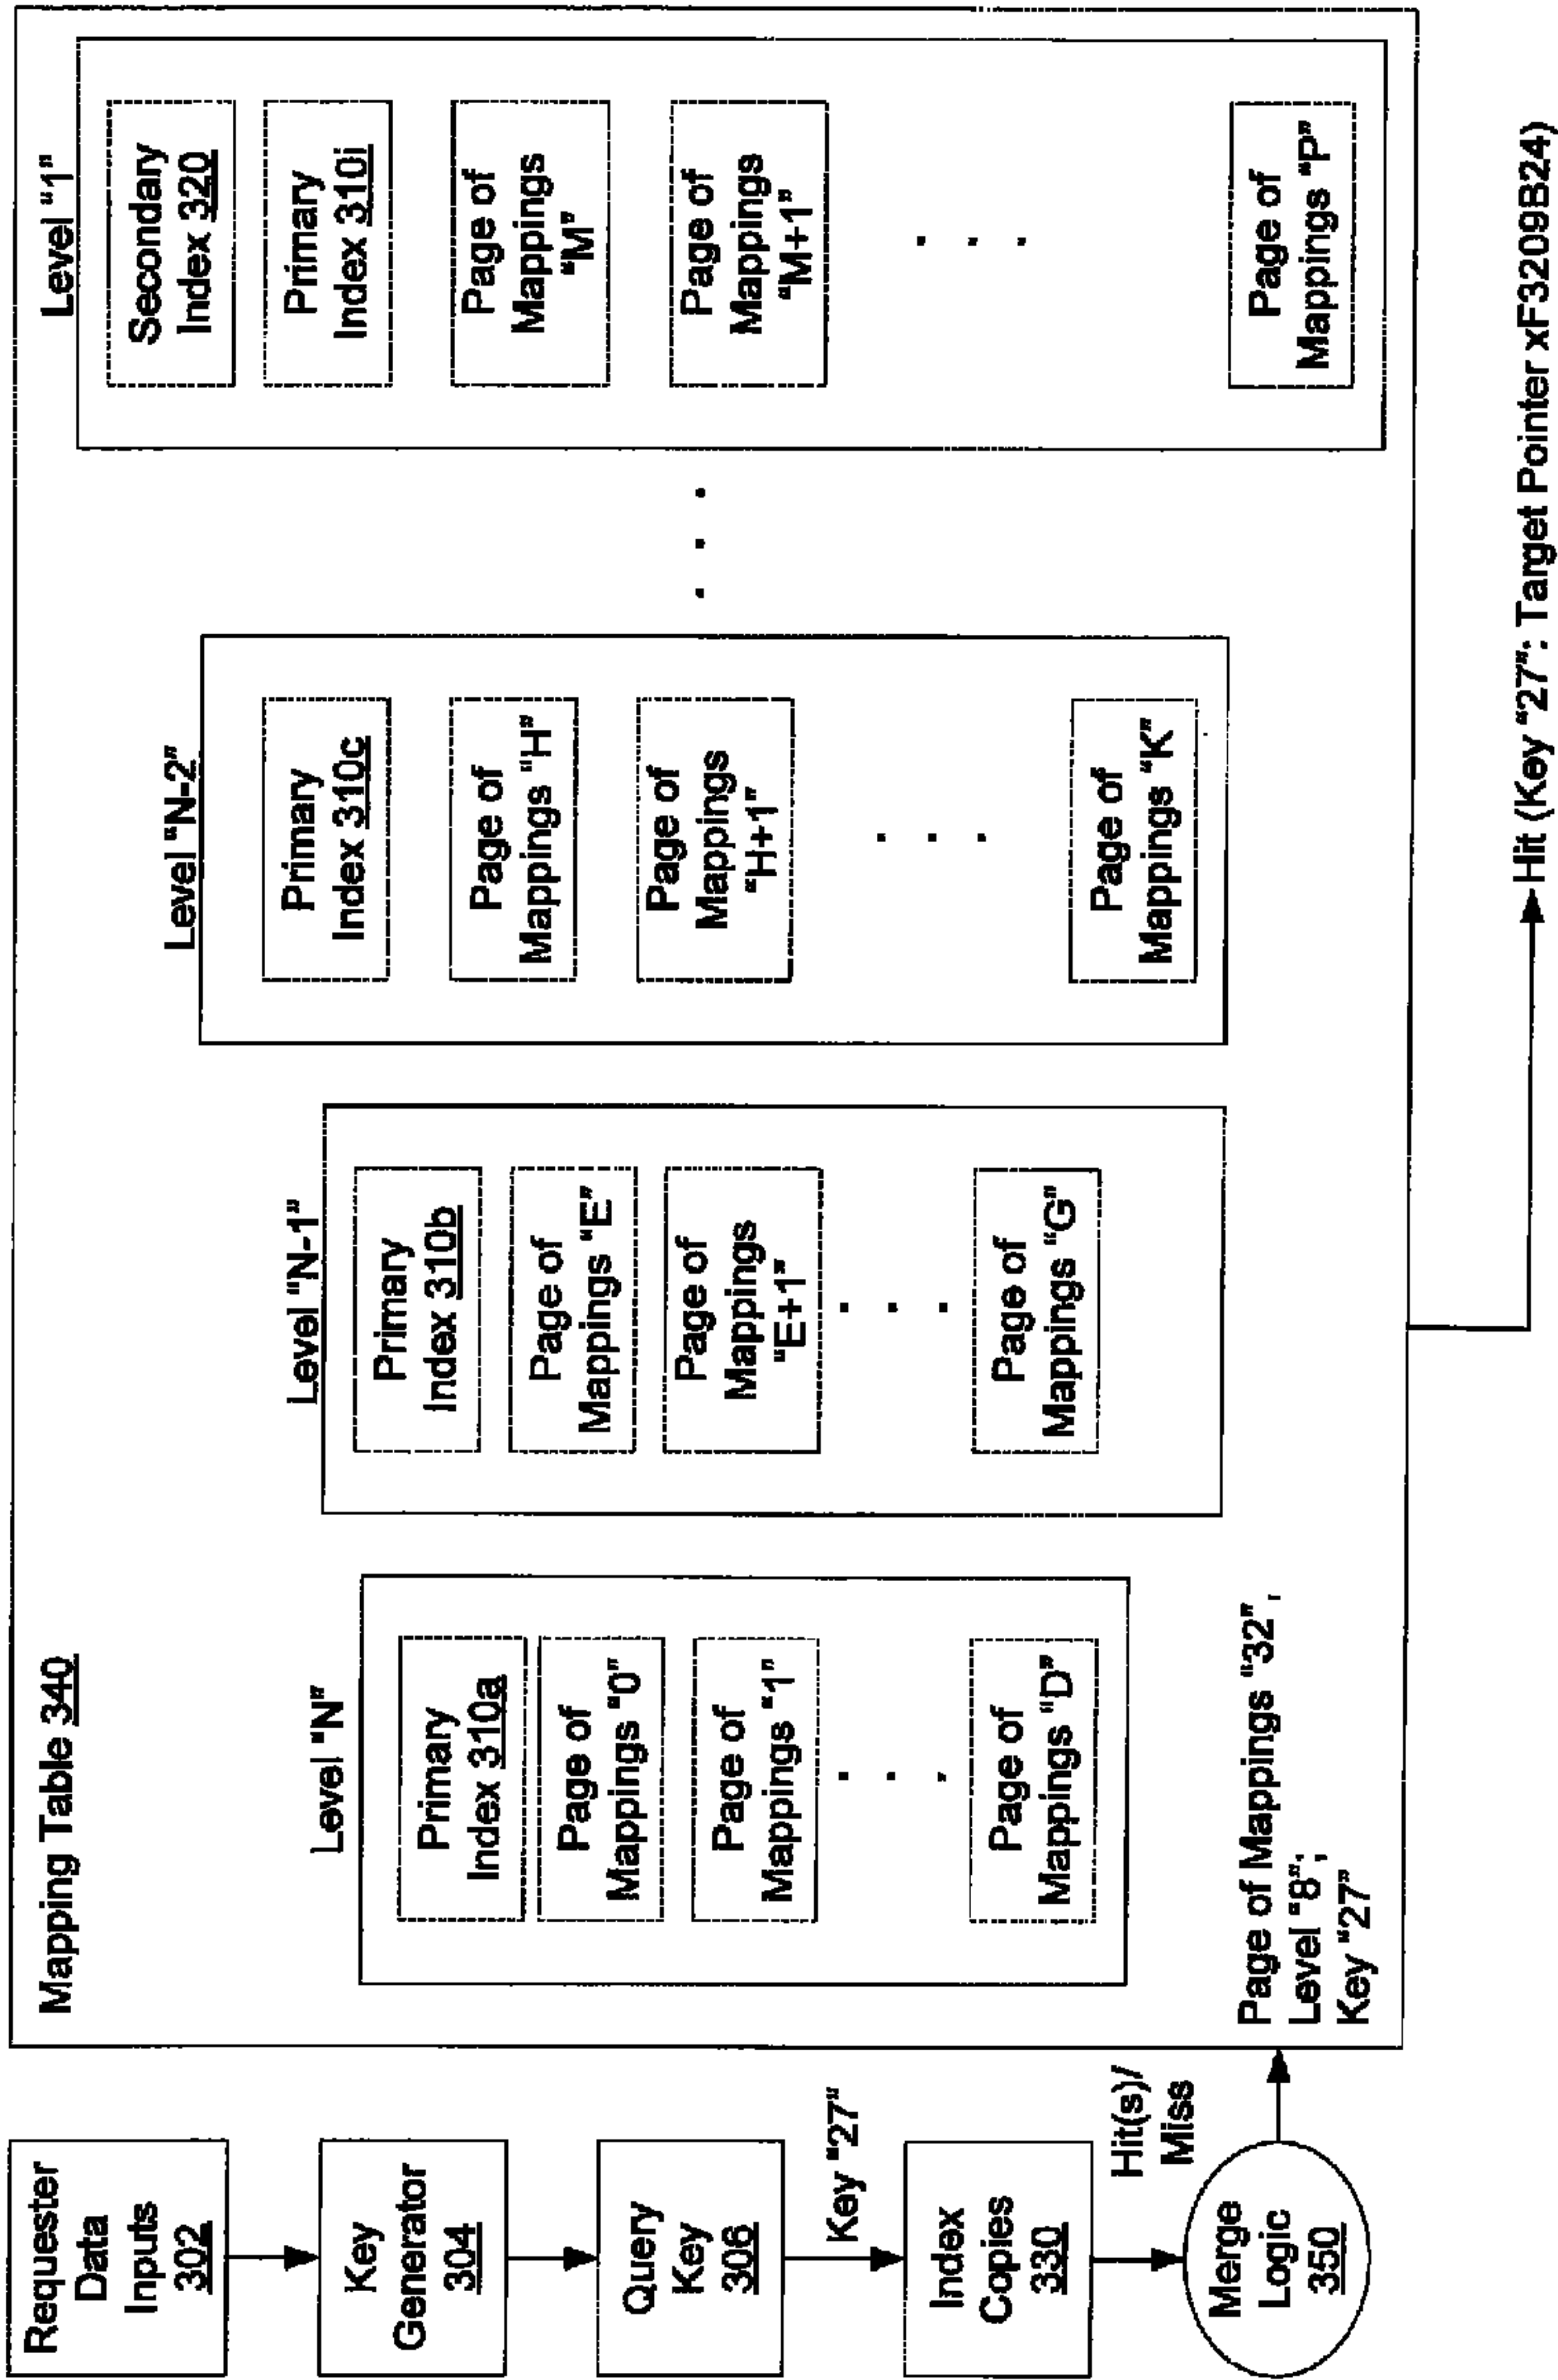 Requester
Data
Inputs
302
Key
Generator
304
Query
Key
306
Key “27”
Index
Copies
330
Hit(s)/
Miss
Merge
Logic
350
Mapping Table 340
Level “N”
Primary
Index 310a
Page of
Mappings “0”
Page of
Mappings “1”
. . .
Page of
Mappings “D”
Level “N-1”
Primary
Index 310b
Page of
Mappings “E”
Page of
Mappings
“E+1”
. . .
Page of
Mappings “G”
Level “N-2”
Primary
Index 310c
Page of
Mappings “H”
Page of
Mappings
“H+1”
. . .
Page of
Mappings “K”
. . .
Level “1”
Secondary
Index 320
Primary
Index 310i
Page of
Mappings
“M”
Page of
Mappings
“M+1”
. . .
Page of
Mappings “P”
Page of Mappings “32”,
Level “8”;
Key “27”
Hit (Key “27”: Target Pointer xF3209B24)